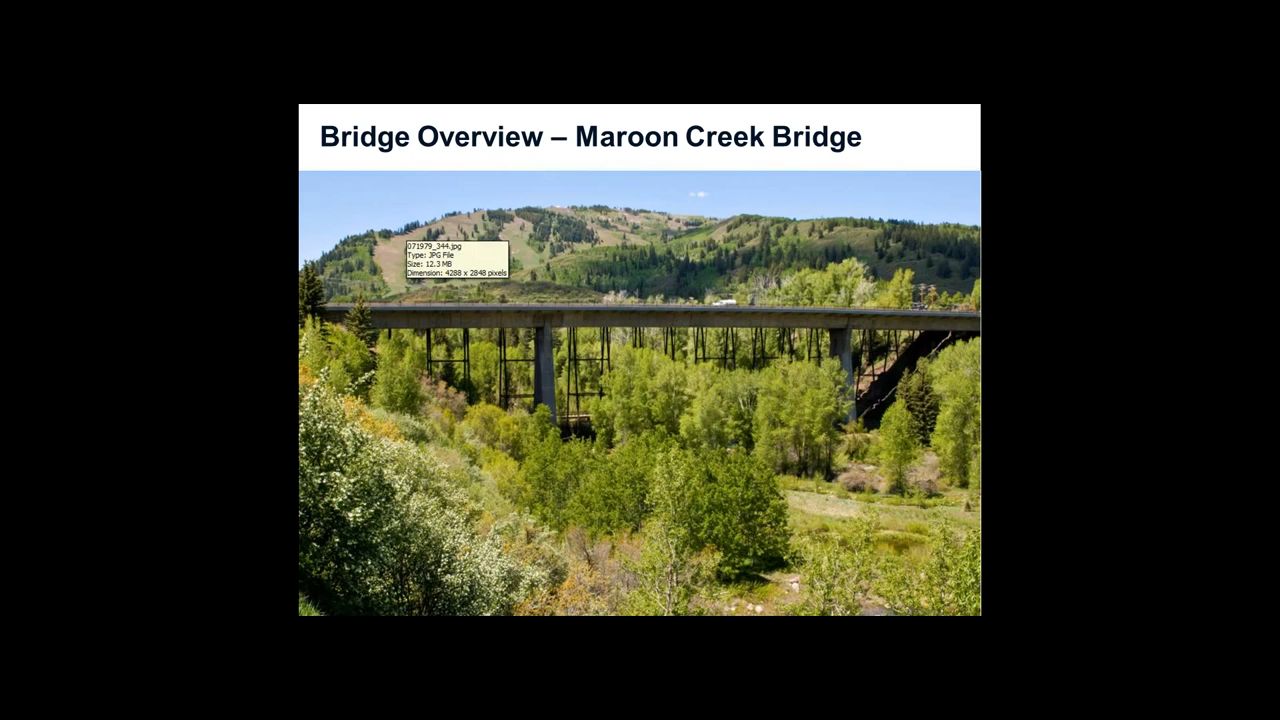 Bridge Overview – Maroon Creek Bridge
071979_344.jpg
Type: JPG File
Size: 12.3 MB
Dimension: 4288 x 2848 pixels